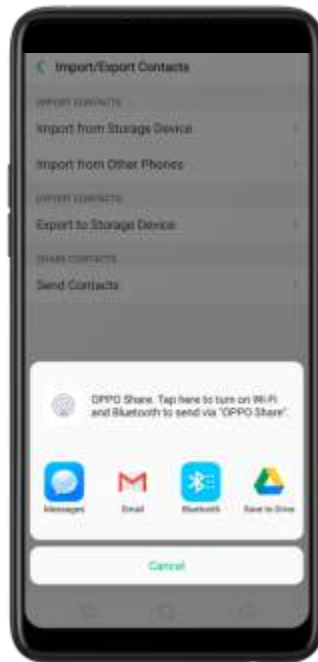 Import/Export Contacts
IMPORT CONTACTS
Import from Storage Device
Import from Other Phones
EXPORT CONTACTS
Export to Storage Device
SHARE CONTACTS
Send Contacts
OPPO Share. Tap here to turn on Wi-Fi
and Bluetooth to send via "OPPO Share".
Messages Email Bluetooth Save to Drive
Cancel